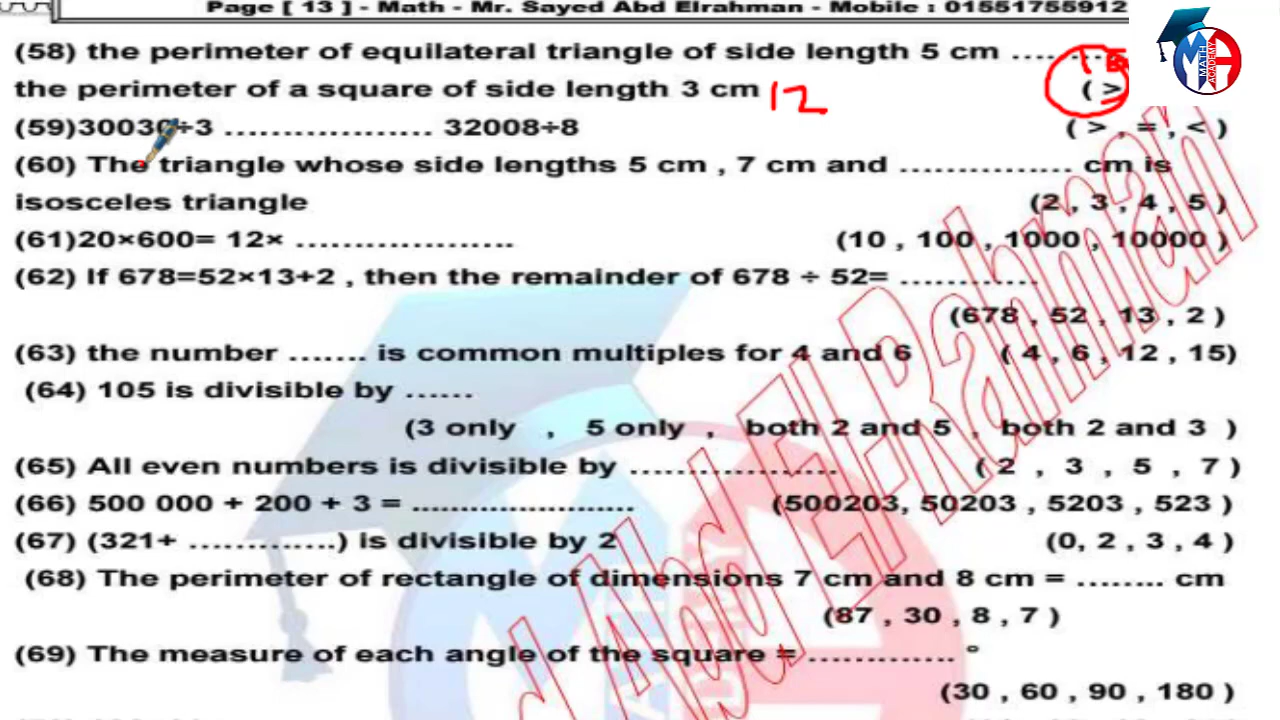 Page [ 13 ] - Math - Mr. Sayed Abd Elrahman - Mobile : 01551755912
MATH ACADEMY
(58) the perimeter of equilateral triangle of side length 5 cm ....
the perimeter of a square of side length 3 cm 12 ( >
(59)30030÷3 .................. 32008÷8 ( > , = , < )
(60) The triangle whose side lengths 5 cm , 7 cm and ............... cm is
isosceles triangle (2 , 3 , 4 , 5 )
(61)20×600= 12× ................... (10 , 100 , 1000 , 10000 )
(62) If 678=52×13+2 , then the remainder of 678 ÷ 52= ............
(678 , 52 , 13 , 2 )
(63) the number ....... is common multiples for 4 and 6 ( 4 , 6 , 12 , 15)
(64) 105 is divisible by ......
(3 only , 5 only , both 2 and 5 , both 2 and 3 )
(65) All even numbers is divisible by .................. ( 2 , 3 , 5 , 7 )
(66) 500 000 + 200 + 3 = ....................... (500203, 50203 , 5203 , 523 )
(67) (321+ .............) is divisible by 2 (0, 2 , 3 , 4 )
(68) The perimeter of rectangle of dimensions 7 cm and 8 cm = ........ cm
(87 , 30 , 8 , 7 )
(69) The measure of each angle of the square = ............. °
(30 , 60 , 90 , 180 )
d Abd El-Rahman